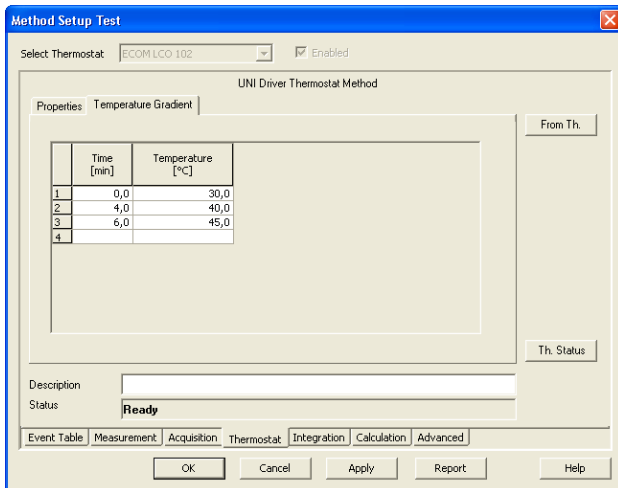 Method Setup Test
Select Thermostat ECOM LCO 102 Enabled
UNI Driver Thermostat Method
Properties Temperature Gradient
From Th.
Time [min] Temperature [°C]
1 0,0 30,0
2 4,0 40,0
3 6,0 45,0
4
Th. Status
Description
Status Ready
Event Table Measurement Acquisition Thermostat Integration Calculation Advanced
OK Cancel Apply Report Help